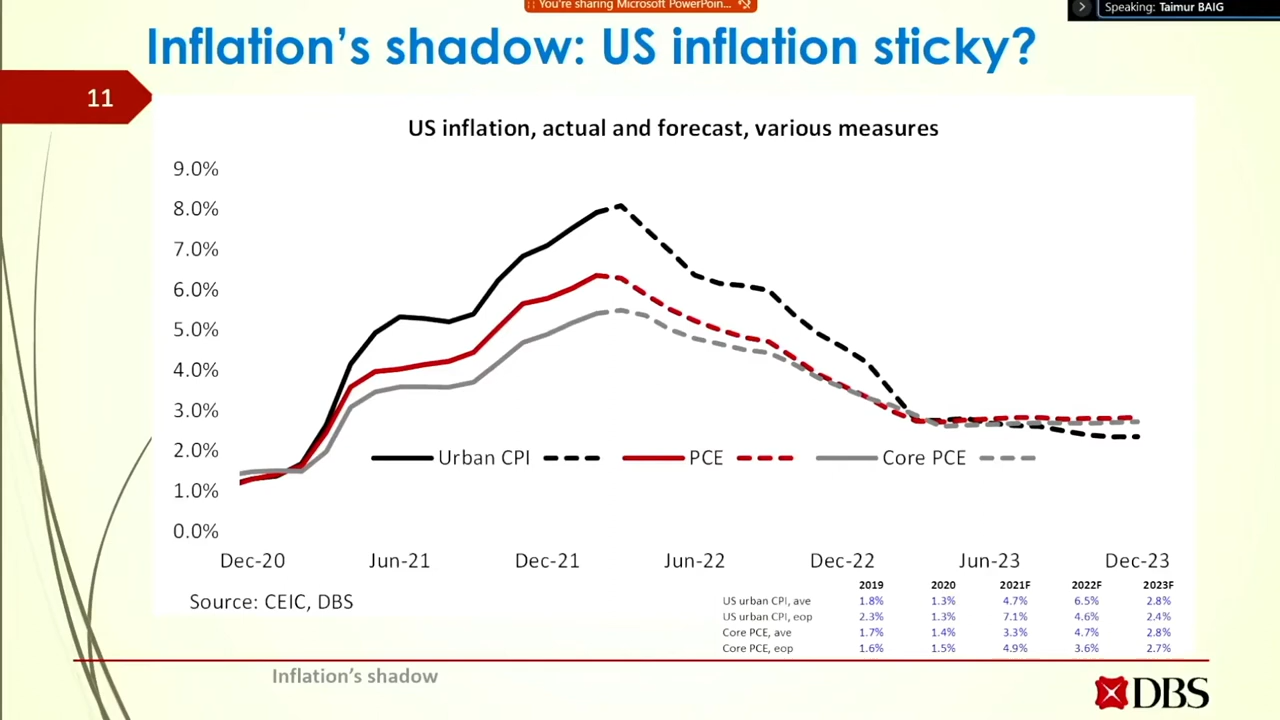 You're sharing Microsoft PowerPoin...
Speaking: Taimur BAIG
Inflation's shadow: US inflation sticky?
11
US inflation, actual and forecast, various measures
9.0%
8.0%
7.0%
6.0%
5.0%
4.0%
3.0%
2.0%
1.0%
0.0%
Urban CPI PCE Core PCE
Dec-20 Jun-21 Dec-21 Jun-22 Dec-22 Jun-23 Dec-23
2019 2020 2021F 2022F 2023F
US urban CPI, ave 1.8% 1.3% 4.7% 6.5% 2.8%
US urban CPI, eop 2.3% 1.3% 7.1% 4.6% 2.4%
Core PCE, ave 1.7% 1.4% 3.3% 4.7% 2.8%
Core PCE, eop 1.6% 1.5% 4.9% 3.6% 2.7%
Source: CEIC, DBS
Inflation's shadow
DBS